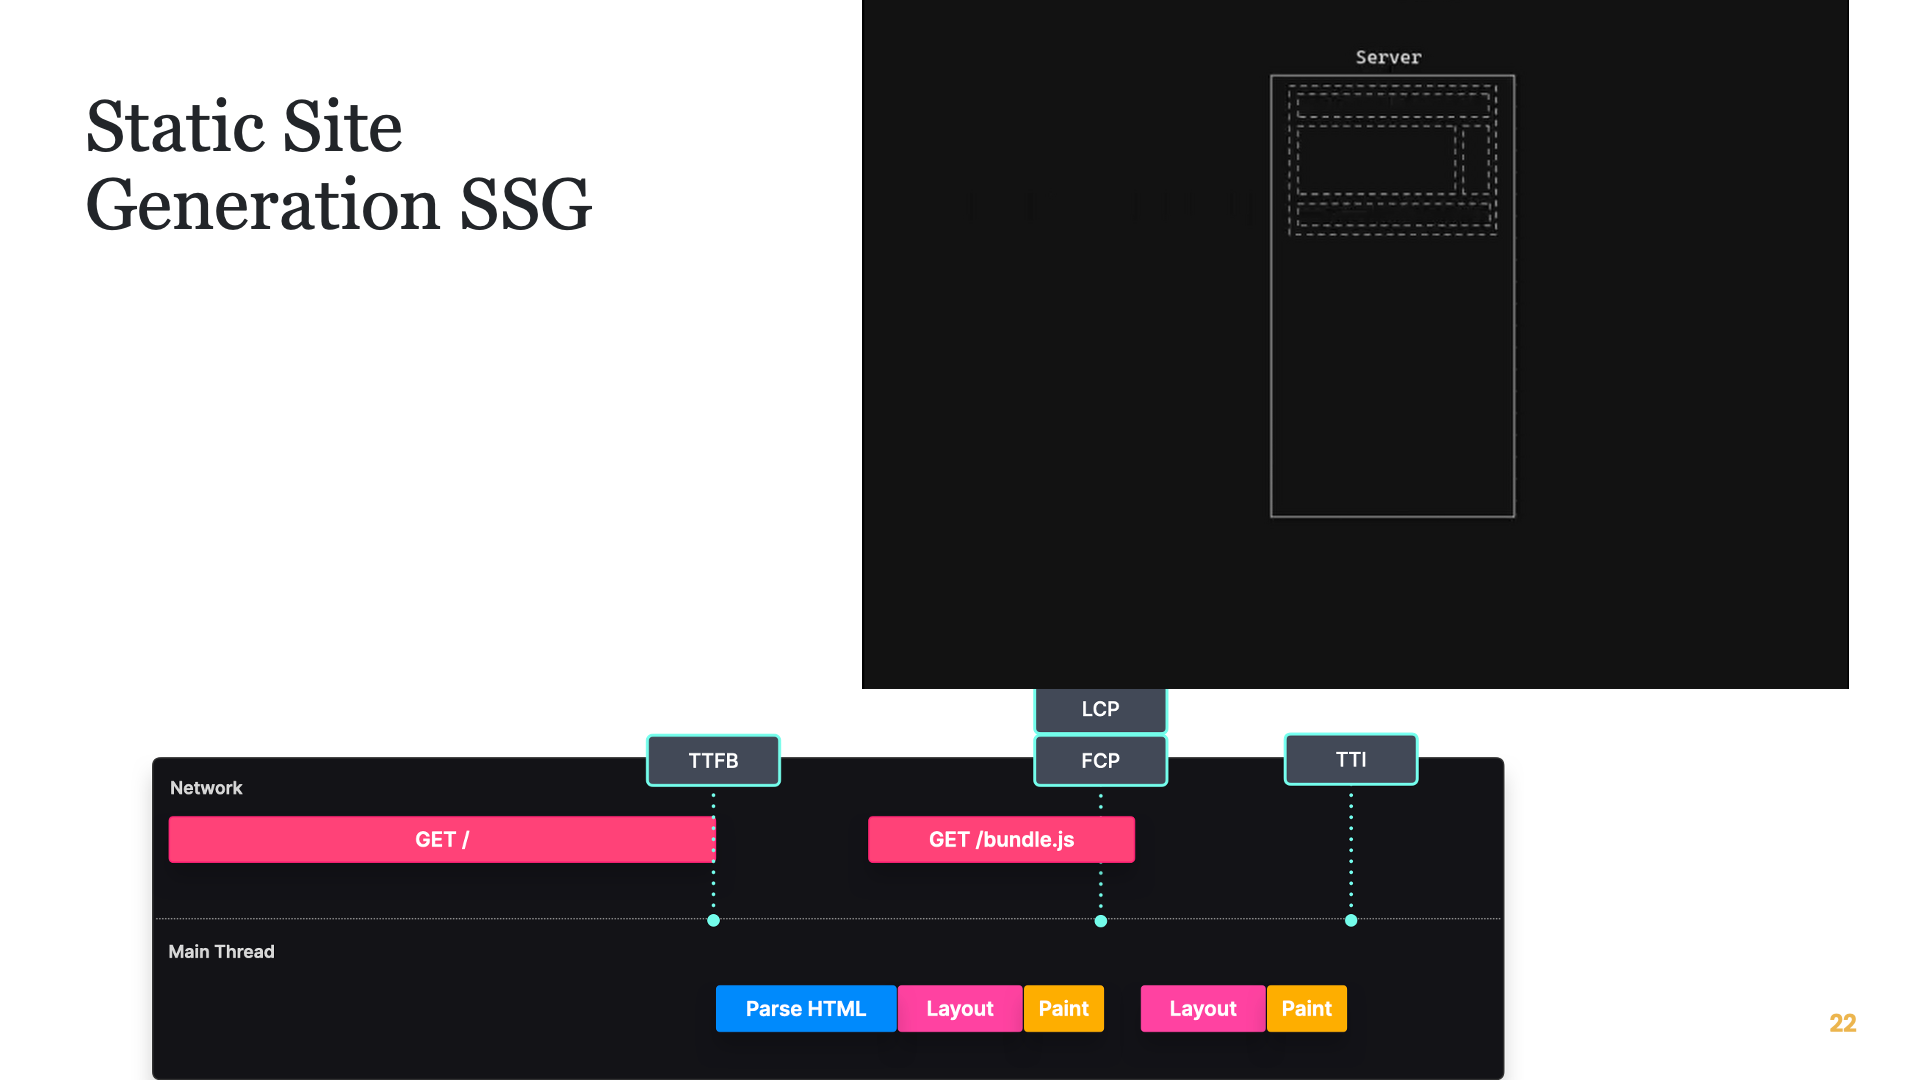 Static Site
Generation SSG
Server
LCP
TTFB
FCP
TTI
Network
GET /
GET /bundle.js
Main Thread
Parse HTML
Layout
Paint
Layout
Paint
22